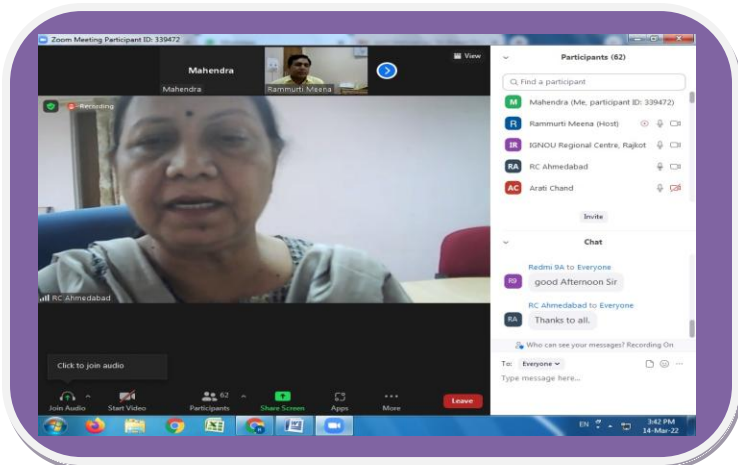 Zoom Meeting Participant ID: 339472
View
Mahendra
Mahendra
Rammurti Meena
Recording
RC Ahmedabad
Click to join audio
Join Audio
Start Video
62
Participants
Share Screen
Apps
More
Leave
Participants (62)
Find a participant
M Mahendra (Me, participant ID: 339472)
R Rammurti Meena (Host)
IR IGNOU Regional Centre, Rajkot
RA RC Ahmedabad
AC Arati Chand
Invite
Chat
Redmi 9A to Everyone
good Afternoon Sir
RC Ahmedabad to Everyone
RA Thanks to all.
Who can see your messages? Recording On
To: Everyone
Type message here...
EN
3:42 PM
14-Mar-22